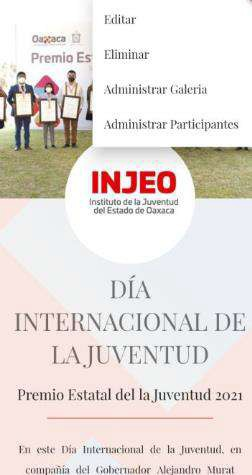 Editar
Oaxaca
Premio Esta
Eliminar
Administrar Galeria
Administrar Participantes
INJEO
Instituto de la Juventud
del Estado de Oaxaca
DÍA
INTERNACIONAL DE
LA JUVENTUD
Premio Estatal del la Juventud 2021
En este Día Internacional de la Juventud, en
compañía del Gobernador Alejandro Murat